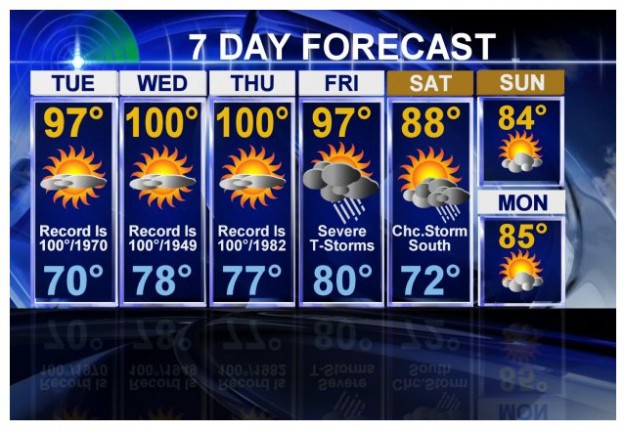 7 DAY FORECAST
TUE
97°
Record Is
100°/1970
70°
WED
100°
Record Is
100°/1949
78°
THU
100°
Record Is
100°/1982
77°
FRI
97°
Severe
T-Storms
80°
SAT
88°
Chc.Storm
South
72°
SUN
84°
MON
85°